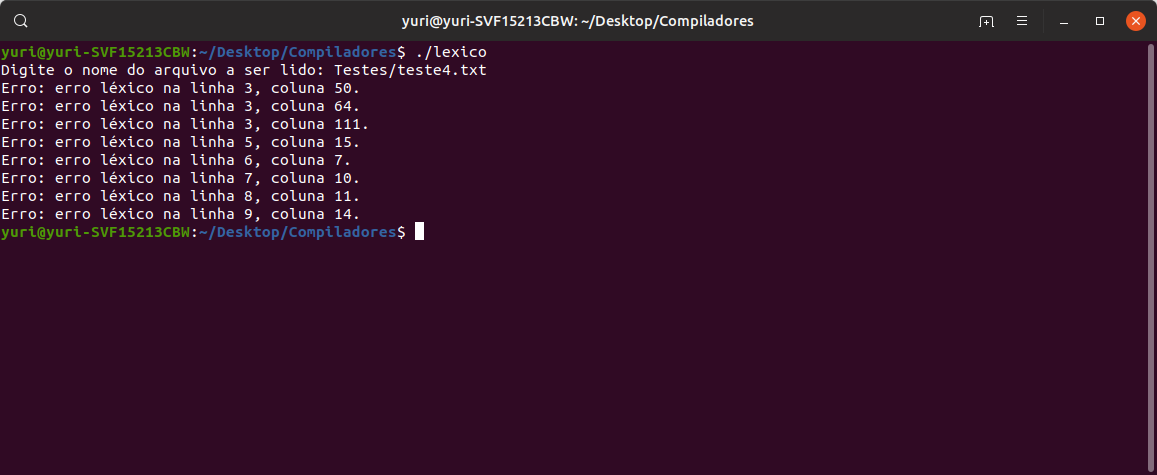 yuri@yuri-SVF15213CBW: ~/Desktop/Compiladores
yuri@yuri-SVF15213CBW:~/Desktop/Compiladores$ ./lexico
Digite o nome do arquivo a ser lido: Testes/teste4.txt
Erro: erro léxico na linha 3, coluna 50.
Erro: erro léxico na linha 3, coluna 64.
Erro: erro léxico na linha 3, coluna 111.
Erro: erro léxico na linha 5, coluna 15.
Erro: erro léxico na linha 6, coluna 7.
Erro: erro léxico na linha 7, coluna 10.
Erro: erro léxico na linha 8, coluna 11.
Erro: erro léxico na linha 9, coluna 14.
yuri@yuri-SVF15213CBW:~/Desktop/Compiladores$